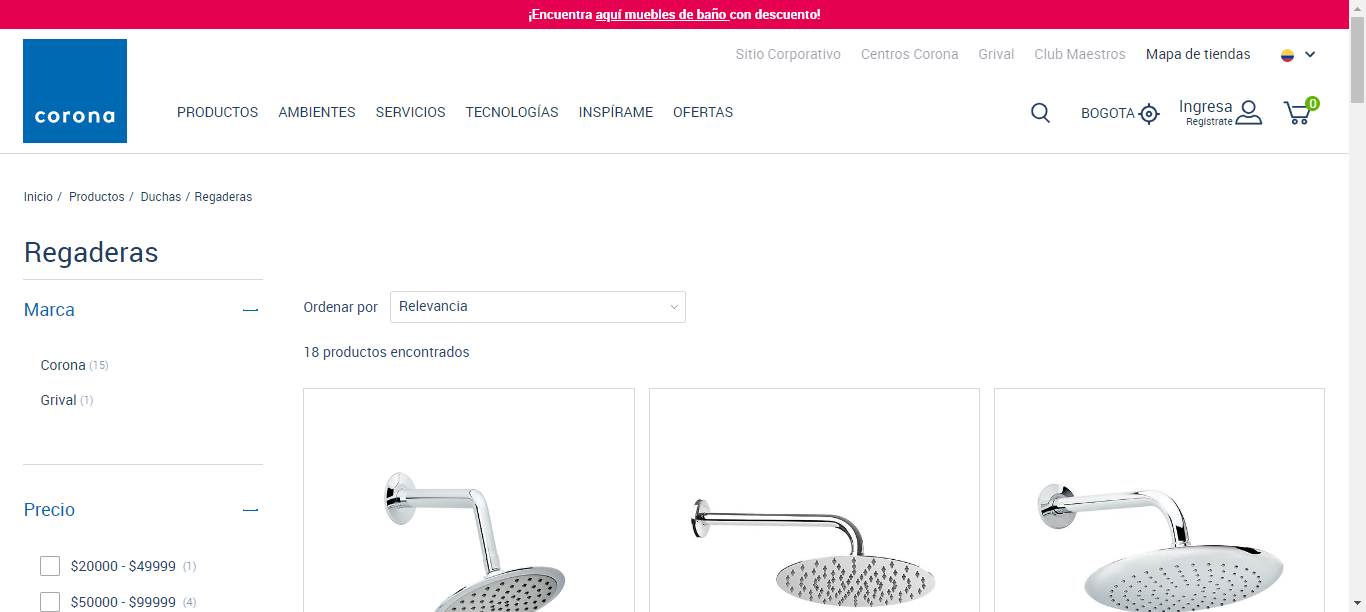 ¡Encuentra aquí muebles de baño con descuento!
Sitio Corporativo Centros Corona Grival Club Maestros Mapa de tiendas
corona
PRODUCTOS AMBIENTES SERVICIOS TECNOLOGÍAS INSPÍRAME OFERTAS
BOGOTA
Ingresa
Regístrate
0
Inicio / Productos / Duchas / Regaderas
Regaderas
Marca
Corona (15)
Grival (1)
Precio
$20000 - $49999 (1)
$50000 - $99999 (4)
Ordenar por Relevancia
18 productos encontrados